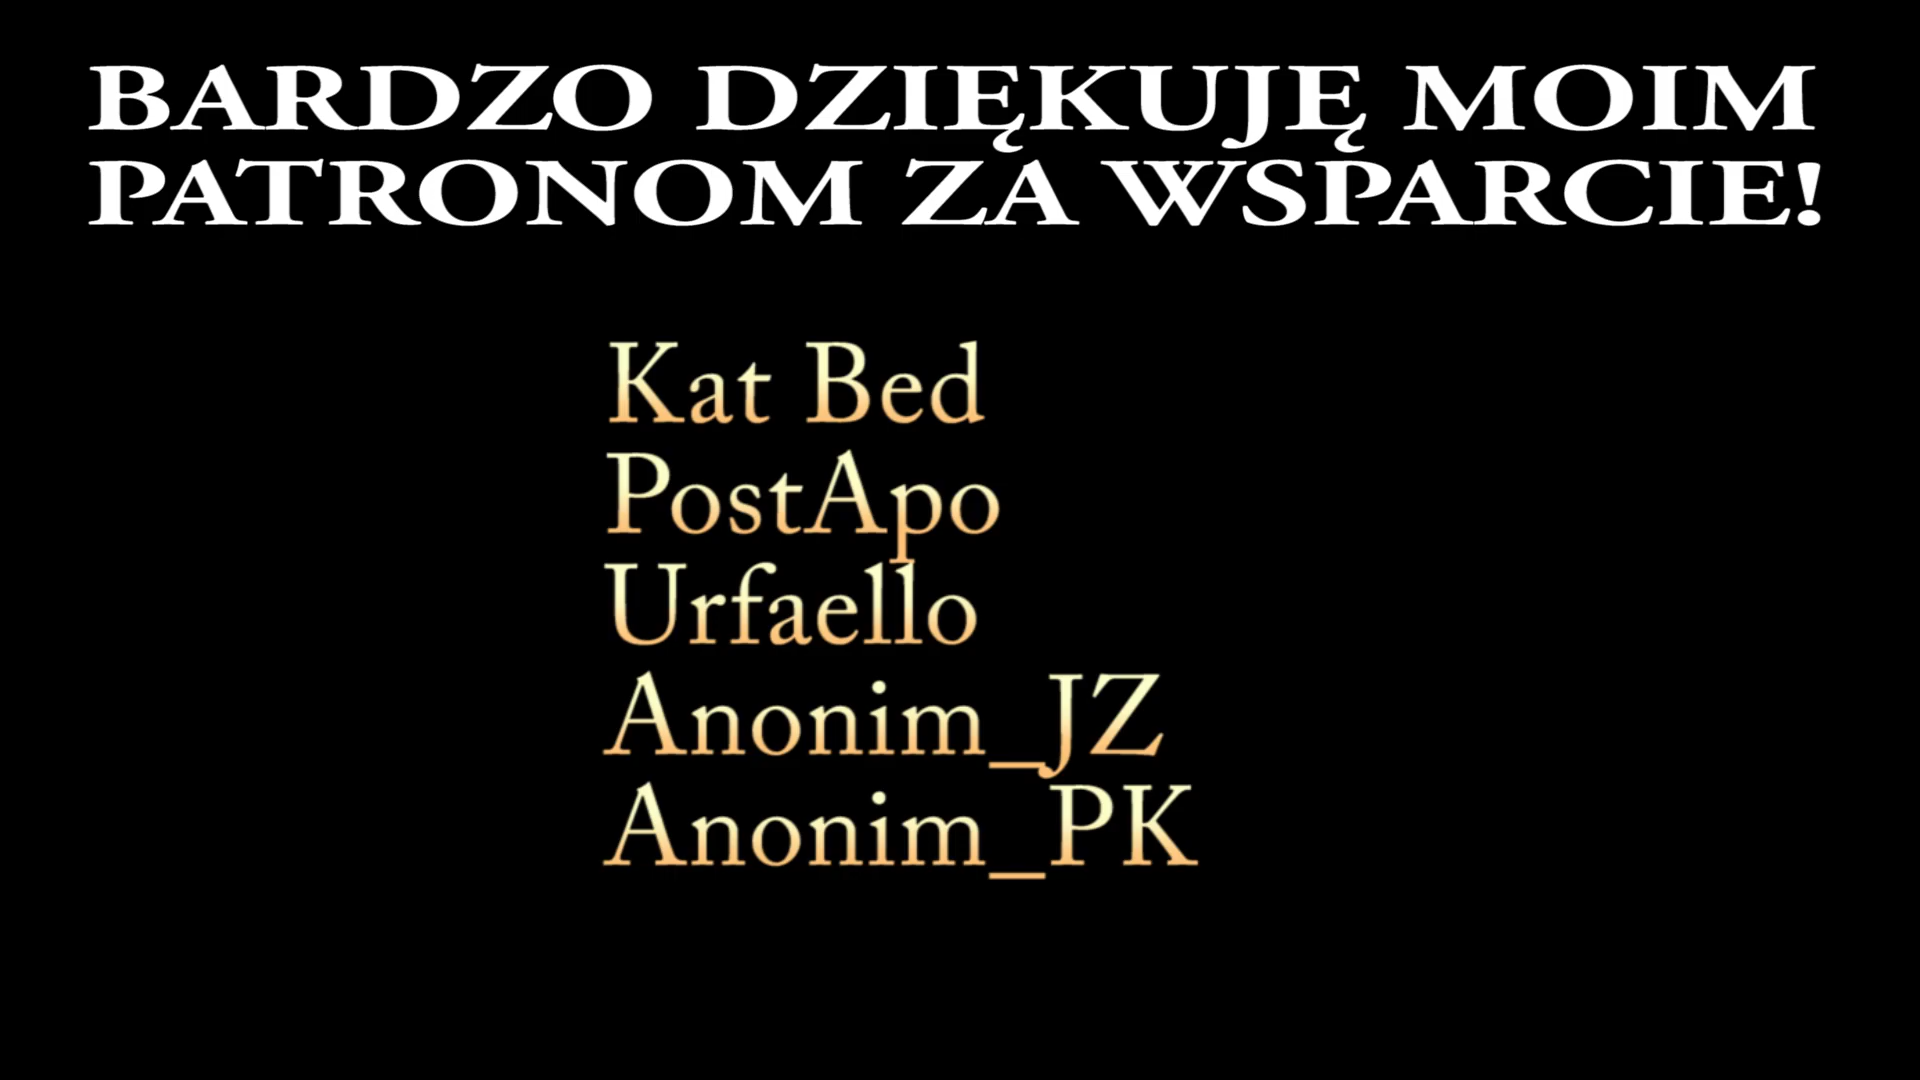 BARDZO DZIĘKUJĘ MOIM
PATRONOM ZA WSPARCIE!
Kat Bed
PostApo
Urfaello
Anonim_JZ
Anonim_PK